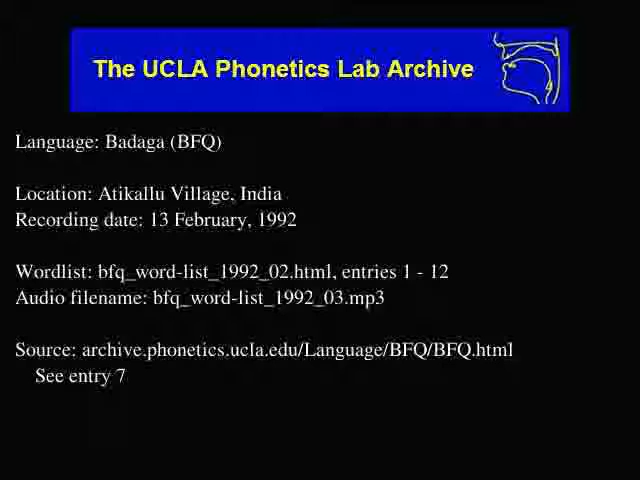 The UCLA Phonetics Lab Archive
Language: Badaga (BFQ)
Location: Atikallu Village, India
Recording date: 13 February, 1992
Wordlist: bfq_word-list_1992_02.html, entries 1 - 12
Audio filename: bfq_word-list_1992_03.mp3
Source: archive.phonetics.ucla.edu/Language/BFQ/BFQ.html
See entry 7